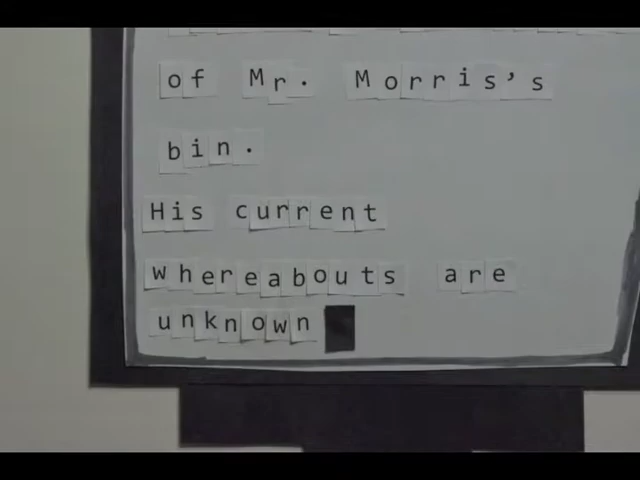 of Mr. Morris’s
bin.
His current
whereabouts are
unknown